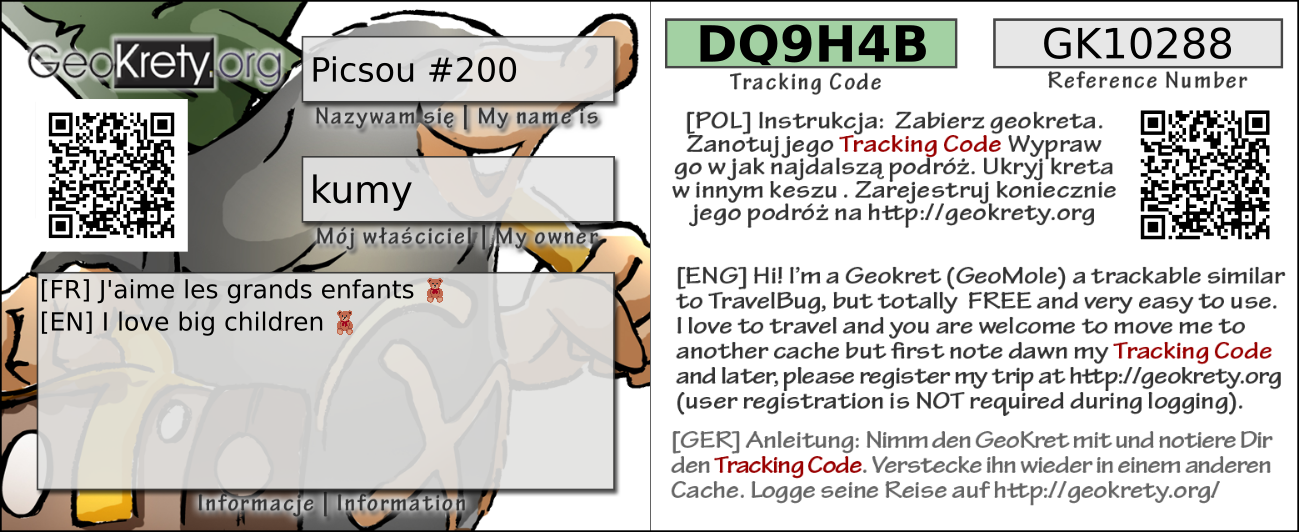 GeoKrety.org
Picsou #200
Nazywam się | My name is
kumy
Mój właściciel | My owner
[FR] J'aime les grands enfants 🧸
[EN] I love big children 🧸
Informacje | Information
DQ9H4B
Tracking Code
GK10288
Reference Number
[POL] Instrukcja: Zabierz geokreta.
Zanotuj jego Tracking Code Wypraw
go w jak najdalszą podróż. Ukryj kreta
w innym keszu . Zarejestruj koniecznie
jego podróż na http://geokrety.org
[ENG] Hi! I'm a Geokret (GeoMole) a trackable similar
to TravelBug, but totally FREE and very easy to use.
I love to travel and you are welcome to move me to
another cache but first note dawn my Tracking Code
and later, please register my trip at http://geokrety.org
(user registration is NOT required during logging).
[GER] Anleitung: Nimm den GeoKret mit und notiere Dir
den Tracking Code. Verstecke ihn wieder in einem anderen
Cache. Logge seine Reise auf http://geokrety.org/